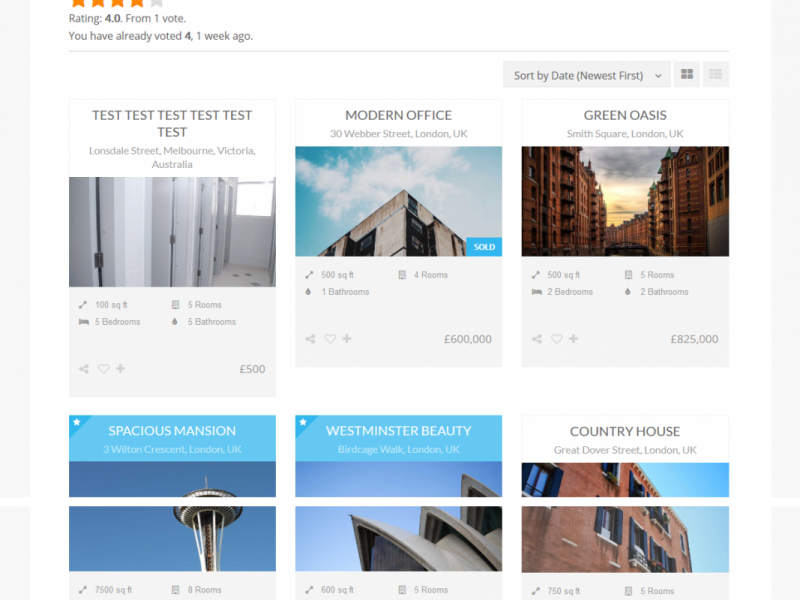 Rating: 4.0. From 1 vote.
You have already voted 4, 1 week ago.
Sort by Date (Newest First)
TEST TEST TEST TEST TEST
TEST
Lonsdale Street, Melbourne, Victoria,
Australia
100 sq ft 5 Rooms
5 Bedrooms 5 Bathrooms
£500
MODERN OFFICE
30 Webber Street, London, UK
SOLD
500 sq ft 4 Rooms
1 Bathrooms
£600,000
GREEN OASIS
Smith Square, London, UK
500 sq ft 5 Rooms
2 Bedrooms 2 Bathrooms
£825,000
SPACIOUS MANSION
3 Wilton Crescent, London, UK
7500 sq ft 8 Rooms
WESTMINSTER BEAUTY
Birdcage Walk, London, UK
600 sq ft 5 Rooms
COUNTRY HOUSE
Great Dover Street, London, UK
750 sq ft 5 Rooms